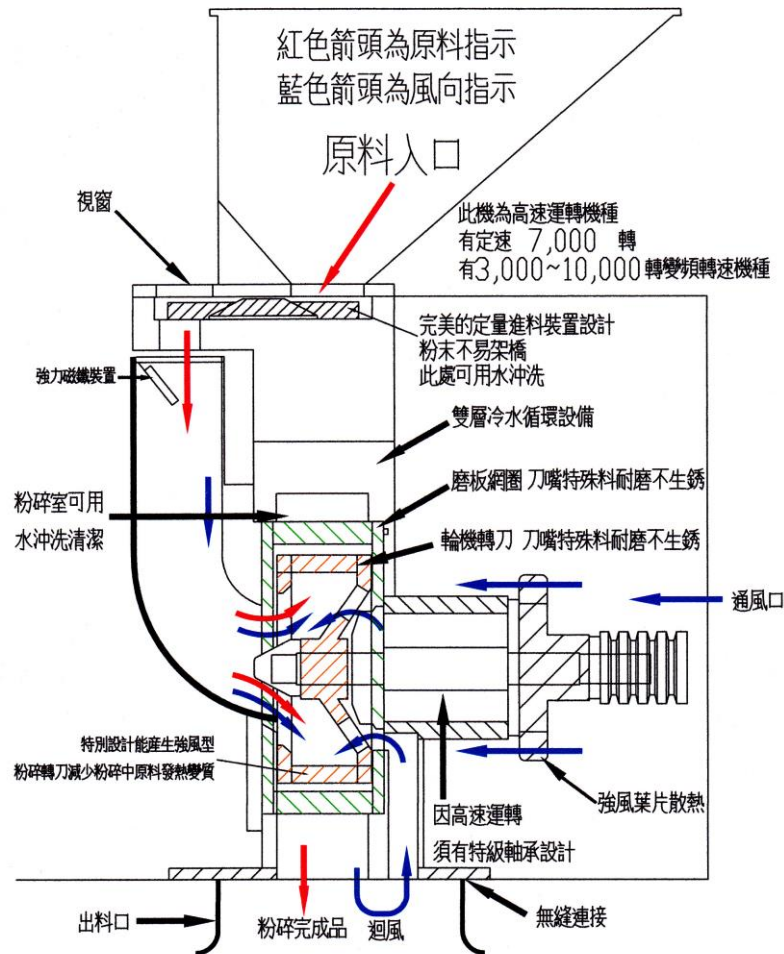 紅色箭頭為原料指示
藍色箭頭為風向指示
原料入口
視窗
此機為高速運轉機種
有定速 7,000 轉
有3,000~10,000轉變頻轉速機種
完美的定量進料裝置設計
粉末不易架橋
此處可用水沖洗
強力磁鐵裝置
雙層冷水循環設備
粉碎室可用
水沖洗清潔
磨板網圈 刀嘴特殊料耐磨不生銹
輪機轉刀 刀嘴特殊料耐磨不生銹
通風口
特別設計能產生強風型
粉碎轉刀減少粉碎中原料發熱變質
因高速運轉
須有特級軸承設計
強風葉片散熱
出料口
粉碎完成品
迴風
無縫連接